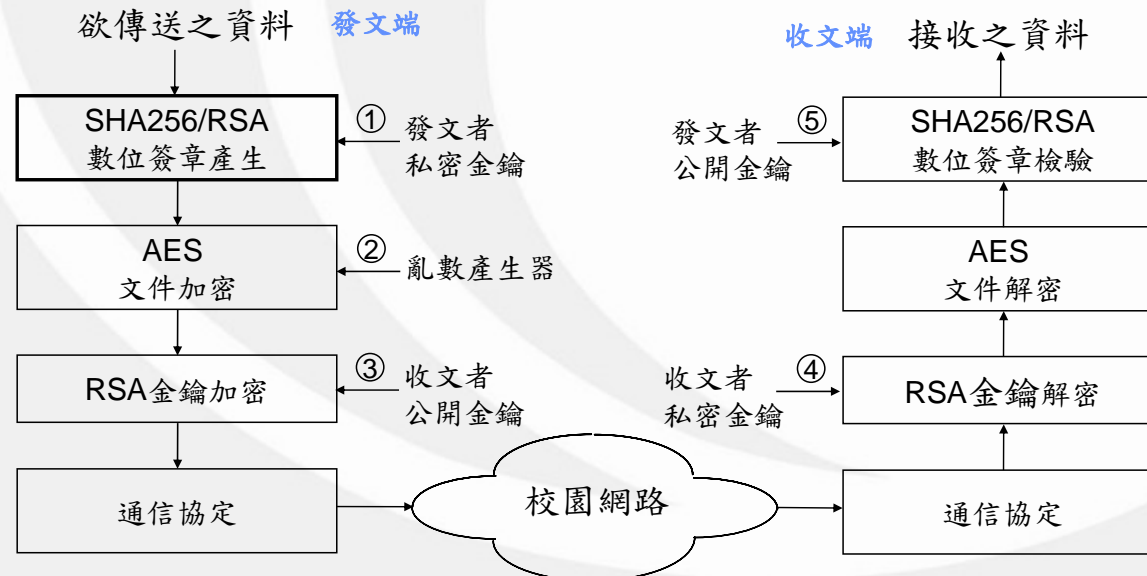 欲傳送之資料 發文端
SHA256/RSA
數位簽章產生
① 發文者
私密金鑰
AES
文件加密
② 亂數產生器
RSA金鑰加密
③ 收文者
公開金鑰
通信協定
校園網路
收文端 接收之資料
發文者 ⑤
公開金鑰
SHA256/RSA
數位簽章檢驗
AES
文件解密
收文者 ④
私密金鑰
RSA金鑰解密
通信協定